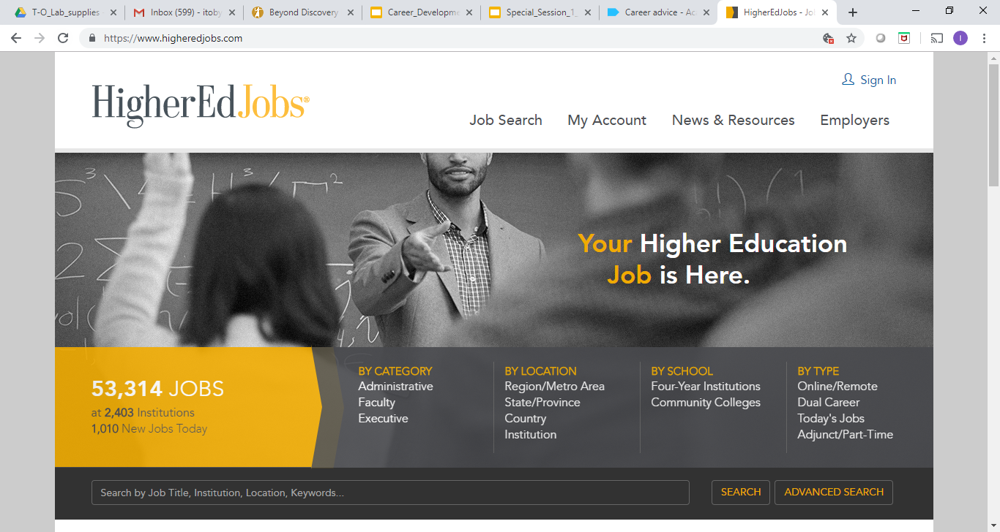 T-O_Lab_supplies
Inbox (599) - itoby
Beyond Discovery
Career_Developme
Special_Session_1_
Career advice - Ac
HigherEdJobs - Jo
https://www.higheredjobs.com
I
Sign In
HigherEdJobs®
Job Search
My Account
News & Resources
Employers
Your Higher Education
Job is Here.
53,314 JOBS
at 2,403 Institutions
1,010 New Jobs Today
BY CATEGORY
Administrative
Faculty
Executive
BY LOCATION
Region/Metro Area
State/Province
Country
Institution
BY SCHOOL
Four-Year Institutions
Community Colleges
BY TYPE
Online/Remote
Dual Career
Today's Jobs
Adjunct/Part-Time
Search by Job Title, Institution, Location, Keywords...
SEARCH
ADVANCED SEARCH